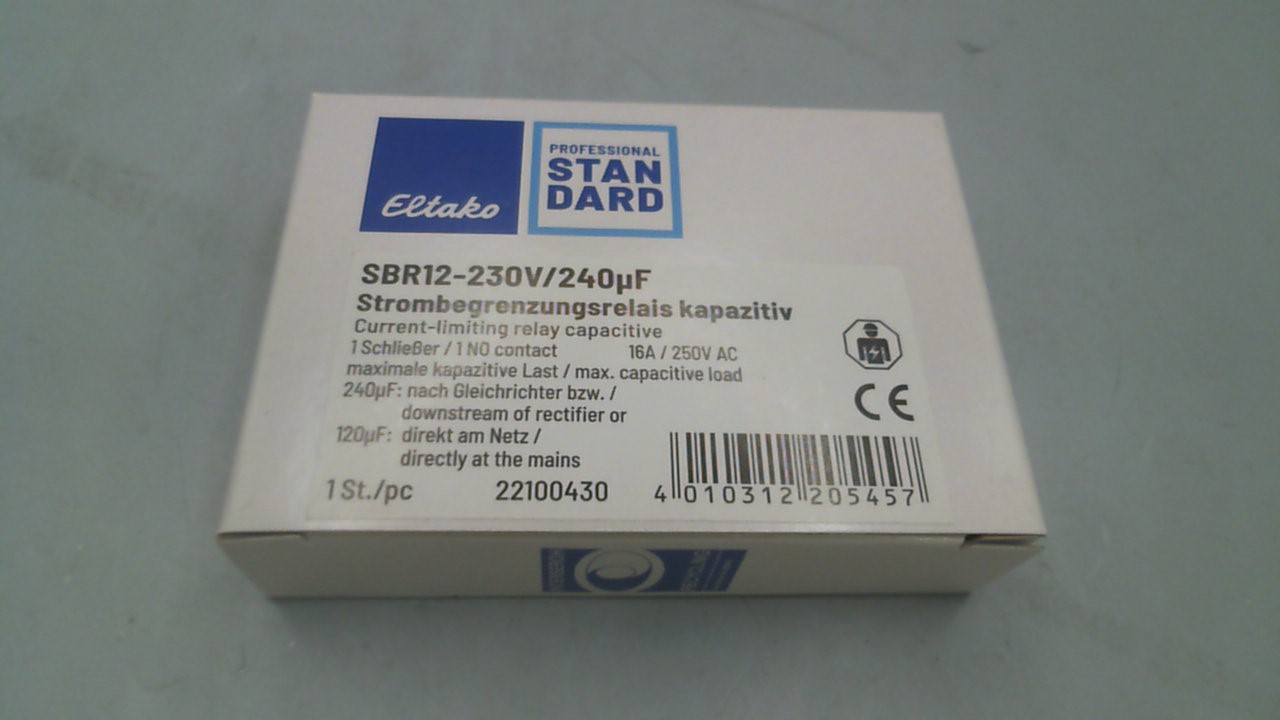 Eltako
PROFESSIONAL
STAN
DARD
SBR12-230V/240µF
Strombegrenzungsrelais kapazitiv
Current-limiting relay capacitive
1 Schließer / 1 NO contact 16A / 250V AC
maximale kapazitive Last / max. capacitive load
240µF: nach Gleichrichter bzw. /
downstream of rectifier or
120µF: direkt am Netz /
directly at the mains
CE
1 St./pc 22100430 4 010312 205457